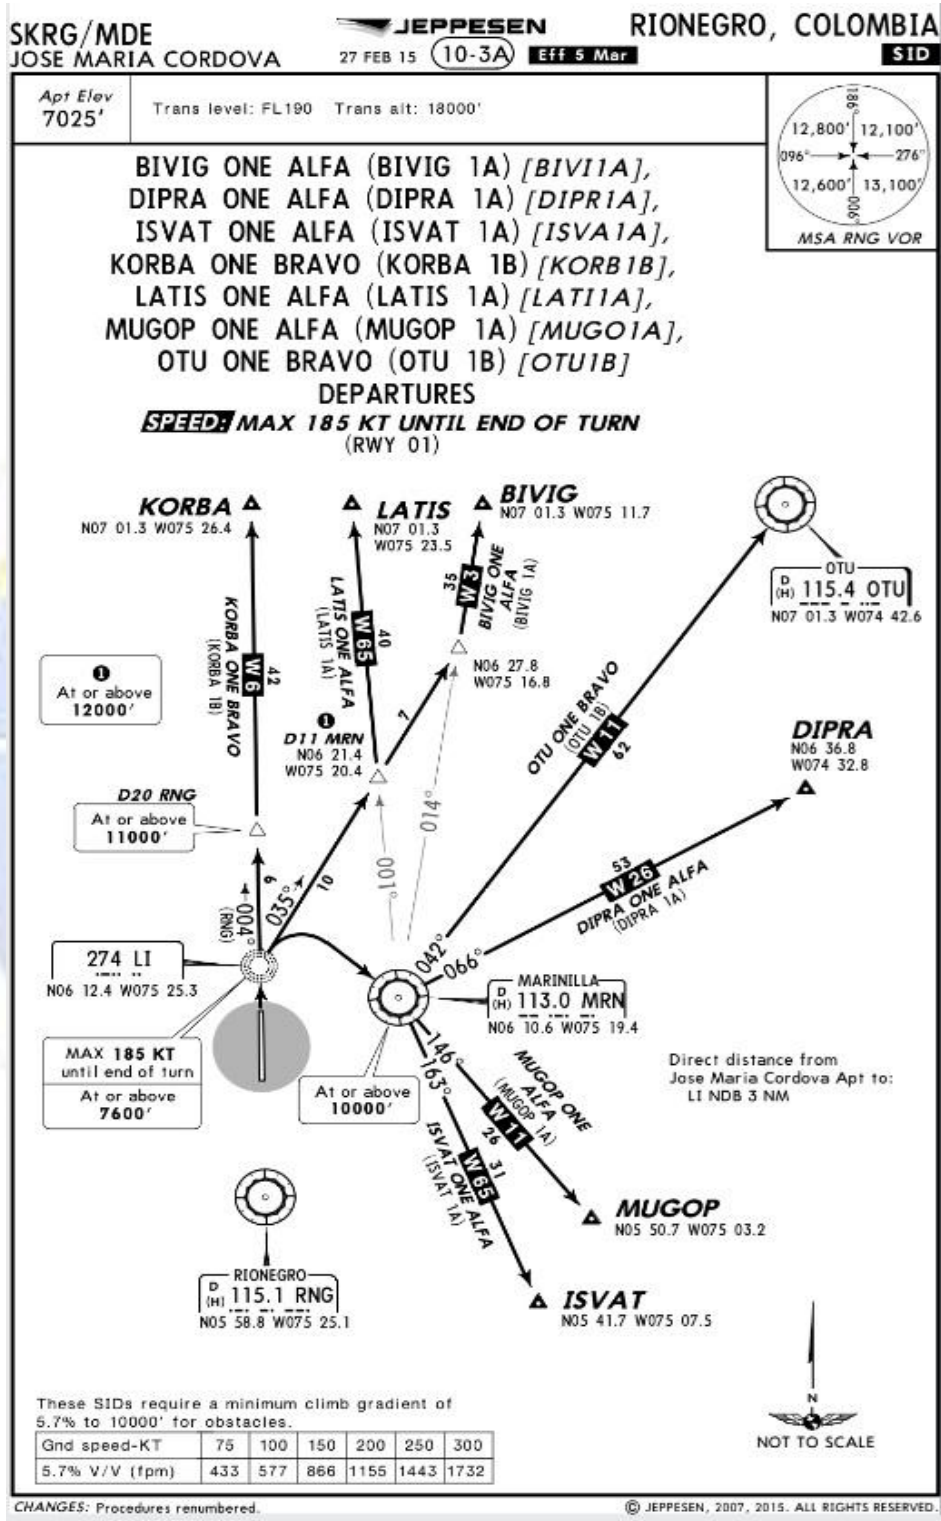 SKRG/MDE
JOSE MARIA CORDOVA
JEPPESEN
27 FEB 15 10-3A Eff 5 Mar
RIONEGRO, COLOMBIA
SID
Apt Elev
7025'
Trans level: FL190 Trans alt: 18000'
186°
12,800' 12,100'
096° 276°
12,600' 13,100'
006°
MSA RNG VOR
BIVIG ONE ALFA (BIVIG 1A) [BIVI1A],
DIPRA ONE ALFA (DIPRA 1A) [DIPR1A],
ISVAT ONE ALFA (ISVAT 1A) [ISVA1A],
KORBA ONE BRAVO (KORBA 1B) [KORB1B],
LATIS ONE ALFA (LATIS 1A) [LATI1A],
MUGOP ONE ALFA (MUGOP 1A) [MUGO1A],
OTU ONE BRAVO (OTU 1B) [OTU1B]
DEPARTURES
SPEED: MAX 185 KT UNTIL END OF TURN
(RWY 01)
KORBA
N07 01.3 W075 26.4
LATIS
N07 01.3
W075 23.5
BIVIG
N07 01.3 W075 11.7
OTU
D
(H) 115.4 OTU
N07 01.3 W074 42.6
KORBA ONE BRAVO
(KORBA 1B)
W 6
42
LATIS ONE ALFA
(LATIS 1A)
W 65
40
35
W 3
BIVIG ONE
ALFA
(BIVIG 1A)
N06 27.8
W075 16.8
1
At or above
12000'
1
D11 MRN
N06 21.4
W075 20.4
7
OTU ONE BRAVO
(OTU 1B)
W 11
62
DIPRA
N06 36.8
W074 32.8
D20 RNG
At or above
11000'
014°
001°
9
10
004°
(RNG)
035°
53
W 26
DIPRA ONE ALFA
(DIPRA 1A)
042°
066°
274 LI
N06 12.4 W075 25.3
MARINILLA
D
(H) 113.0 MRN
N06 10.6 W075 19.4
MAX 185 KT
until end of turn
At or above
7600'
At or above
10000'
146°
163°
MUGOP ONE
ALFA
(MUGOP 1A)
W 11
26
31
W 65
ISVAT ONE ALFA
(ISVAT 1A)
Direct distance from
Jose Maria Cordova Apt to:
LI NDB 3 NM
MUGOP
N05 50.7 W075 03.2
RIONEGRO
D
(H) 115.1 RNG
N05 58.8 W075 25.1
ISVAT
N05 41.7 W075 07.5
These SIDs require a minimum climb gradient of
5.7% to 10000' for obstacles.
Gnd speed-KT 75 100 150 200 250 300
5.7% V/V (fpm) 433 577 866 1155 1443 1732
N
NOT TO SCALE
CHANGES: Procedures renumbered.
© JEPPESEN, 2007, 2015. ALL RIGHTS RESERVED.